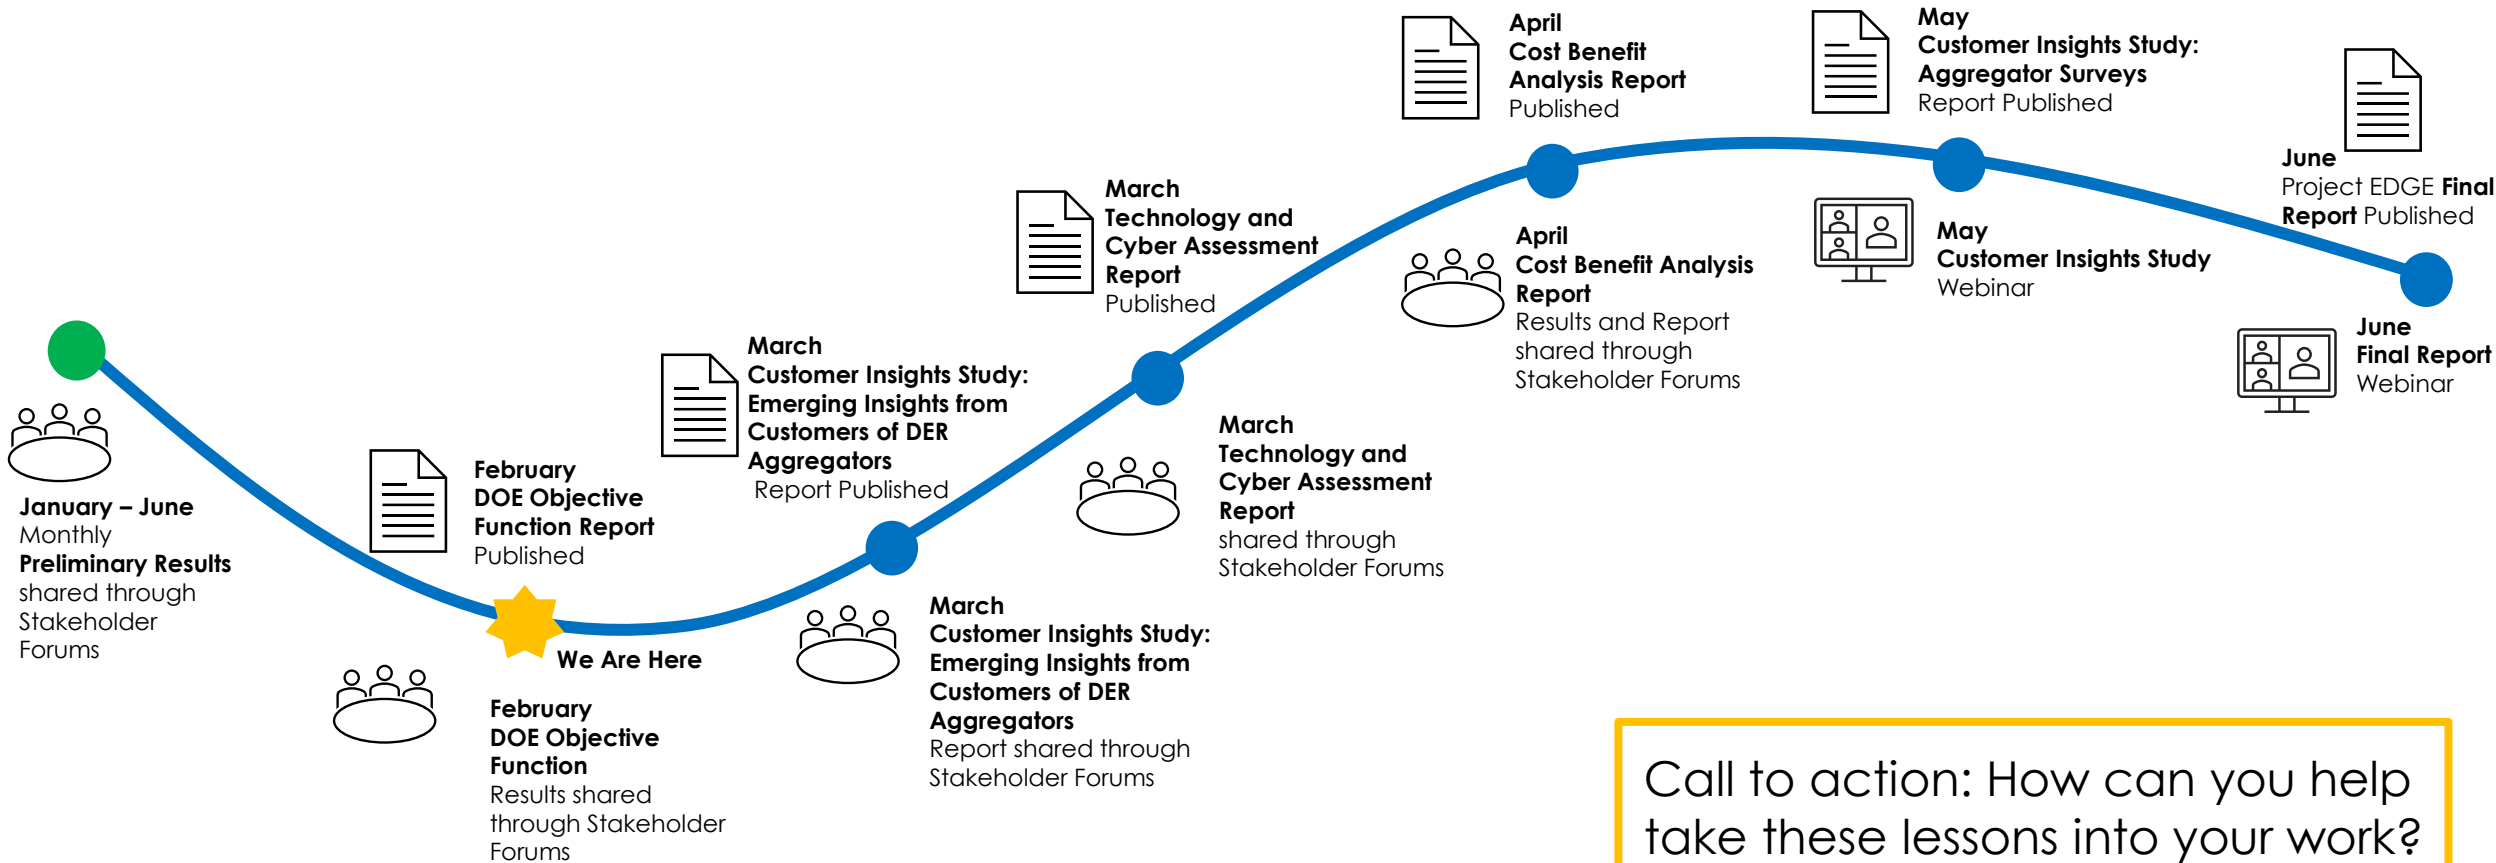 January – June
Monthly
Preliminary Results
shared through
Stakeholder
Forums
February
DOE Objective
Function Report
Published
We Are Here
February
DOE Objective
Function
Results shared
through Stakeholder
Forums
March
Customer Insights Study:
Emerging Insights from
Customers of DER
Aggregators
Report Published
March
Customer Insights Study:
Emerging Insights from
Customers of DER
Aggregators
Report shared through
Stakeholder Forums
March
Technology and
Cyber Assessment
Report
Published
March
Technology and
Cyber Assessment
Report
shared through
Stakeholder Forums
April
Cost Benefit
Analysis Report
Published
April
Cost Benefit Analysis
Report
Results and Report
shared through
Stakeholder Forums
May
Customer Insights Study:
Aggregator Surveys
Report Published
May
Customer Insights Study
Webinar
June
Project EDGE Final
Report Published
June
Final Report
Webinar
Call to action: How can you help
take these lessons into your work?